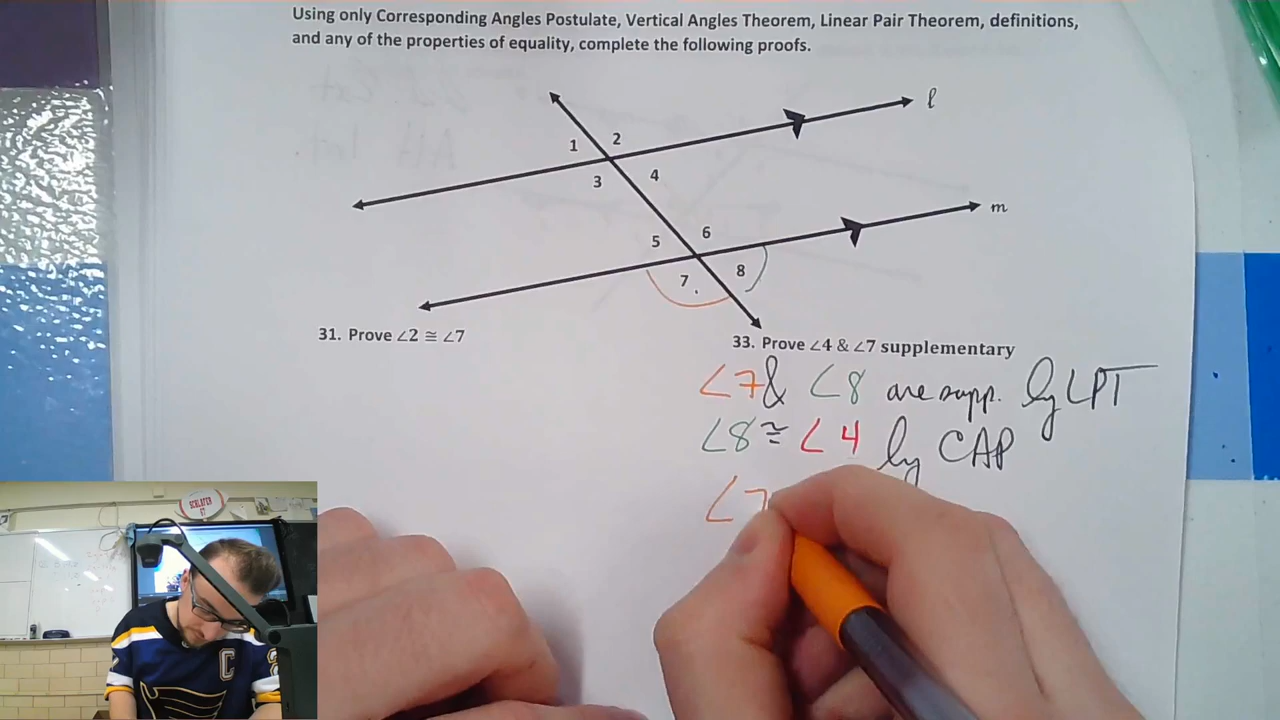 Using only Corresponding Angles Postulate, Vertical Angles Theorem, Linear Pair Theorem, definitions,
and any of the properties of equality, complete the following proofs.
ℓ
1 2
3 4
m
5 6
7 8
31. Prove ∠2 ≅ ∠7
33. Prove ∠4 & ∠7 supplementary
∠7 & ∠8 are supp. by LPT
∠8 ≅ ∠4 by CAP
∠7
C